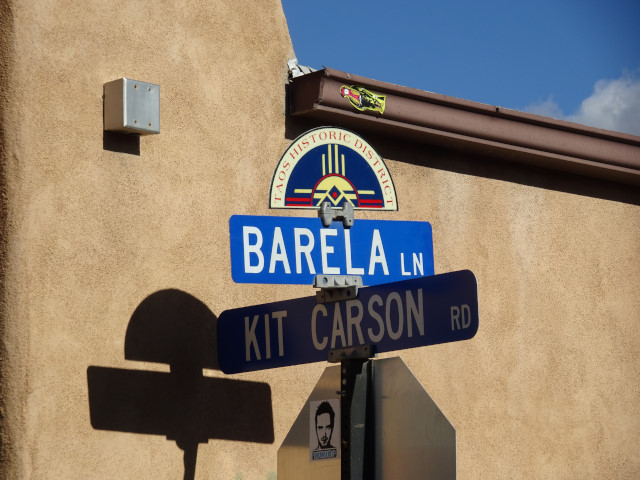 TAOS HISTORIC DISTRICT
BARELA LN
KIT CARSON RD